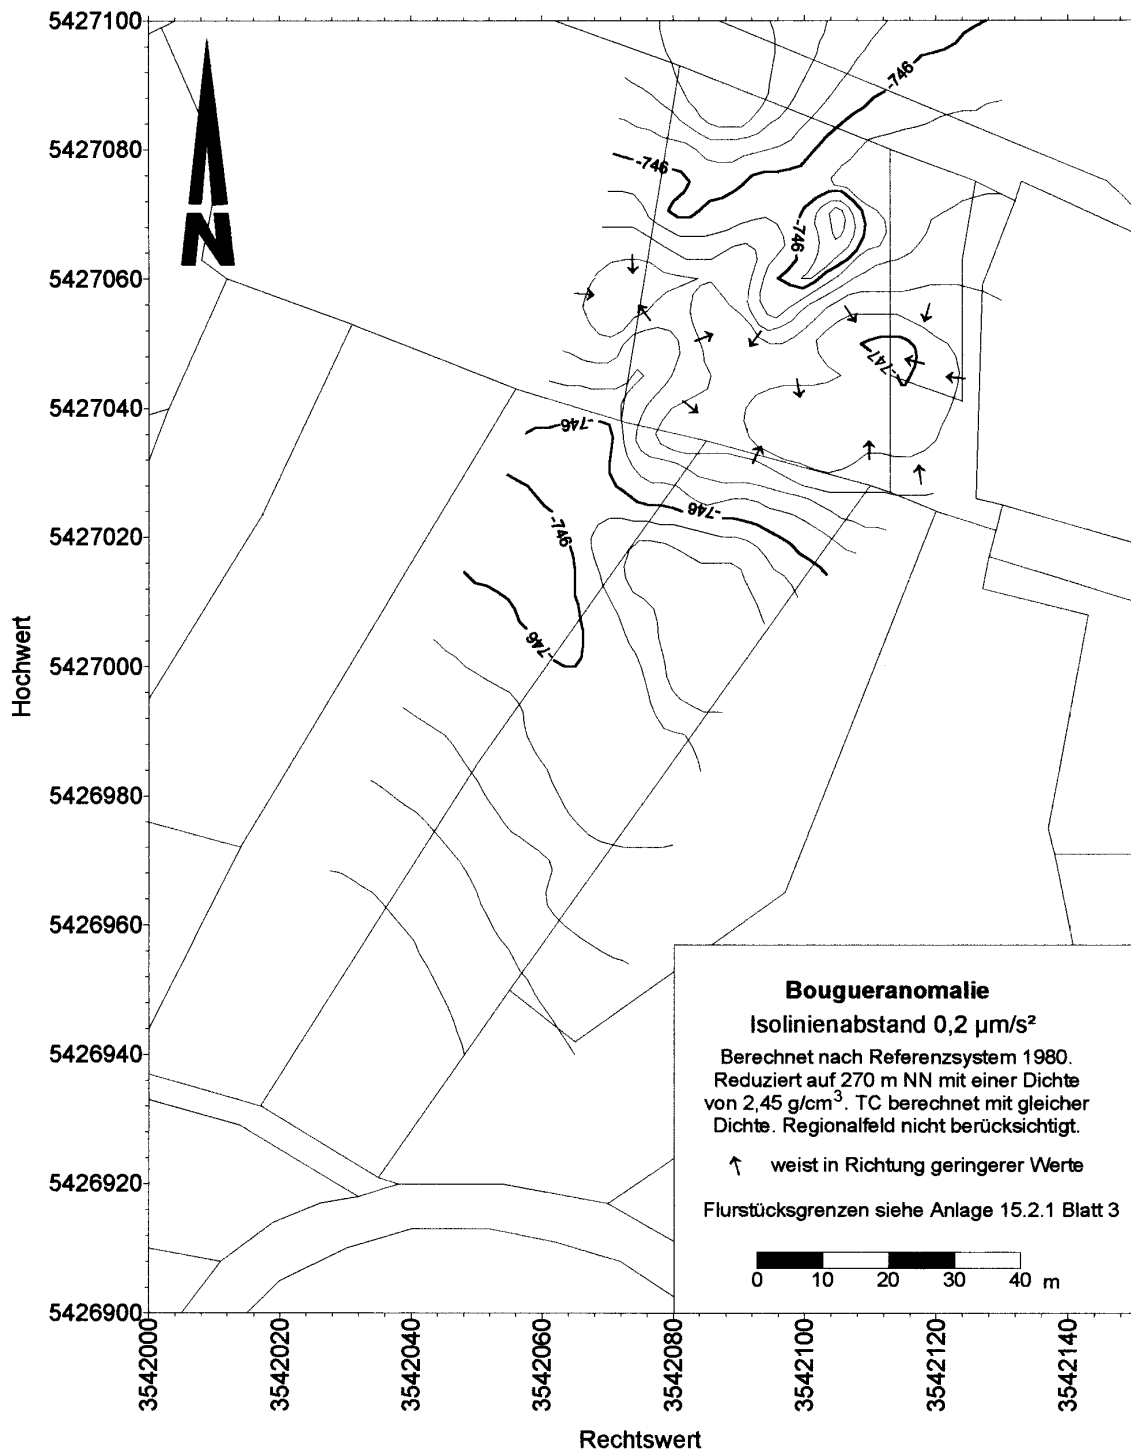 5427100
5427080
5427060
5427040
5427020
5427000
5426980
5426960
5426940
5426920
5426900
Hochwert
N
-746
-746
-746
-747
-746
-746
-746
-746
Bougueranomalie
Isolinienabstand 0,2 µm/s²
Berechnet nach Referenzsystem 1980.
Reduziert auf 270 m NN mit einer Dichte
von 2,45 g/cm³. TC berechnet mit gleicher
Dichte. Regionalfeld nicht berücksichtigt.
weist in Richtung geringerer Werte
Flurstücksgrenzen siehe Anlage 15.2.1 Blatt 3
0 10 20 30 40 m
3542000
3542020
3542040
3542060
3542080
3542100
3542120
3542140
Rechtswert